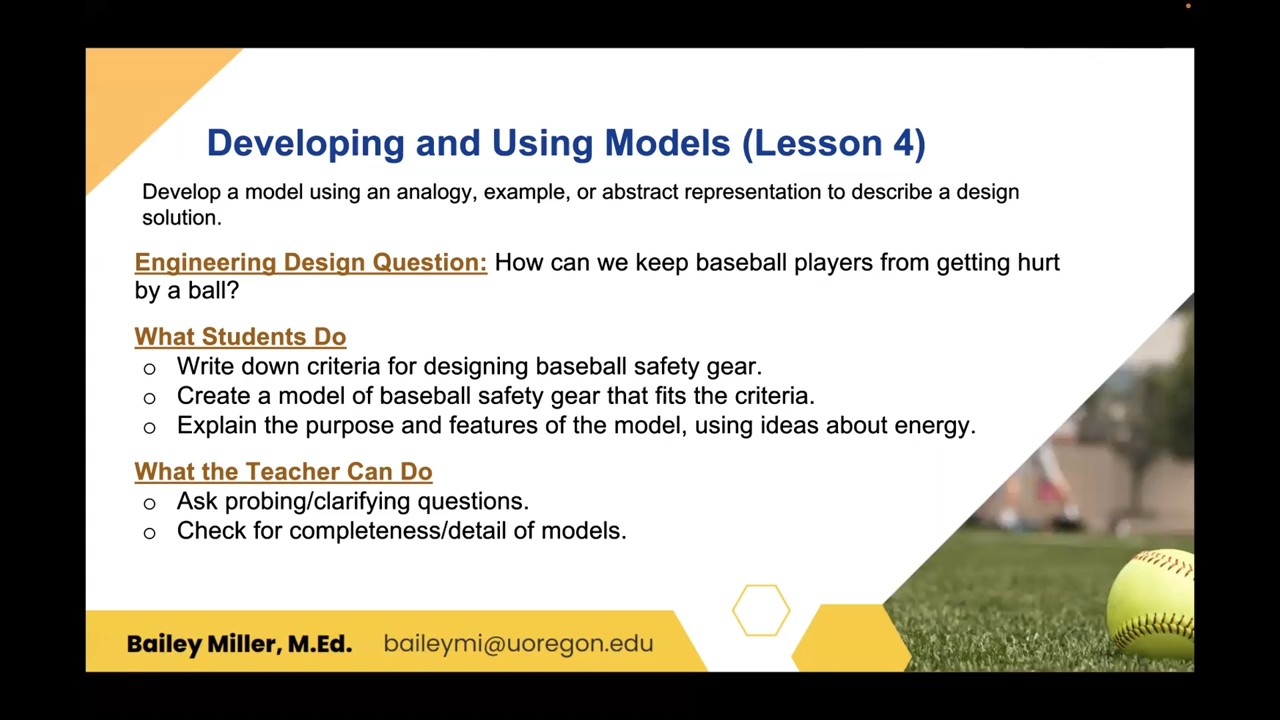 Developing and Using Models (Lesson 4)
Develop a model using an analogy, example, or abstract representation to describe a design
solution.
Engineering Design Question: How can we keep baseball players from getting hurt
by a ball?
What Students Do
o Write down criteria for designing baseball safety gear.
o Create a model of baseball safety gear that fits the criteria.
o Explain the purpose and features of the model, using ideas about energy.
What the Teacher Can Do
o Ask probing/clarifying questions.
o Check for completeness/detail of models.
Bailey Miller, M.Ed. baileymi@uoregon.edu